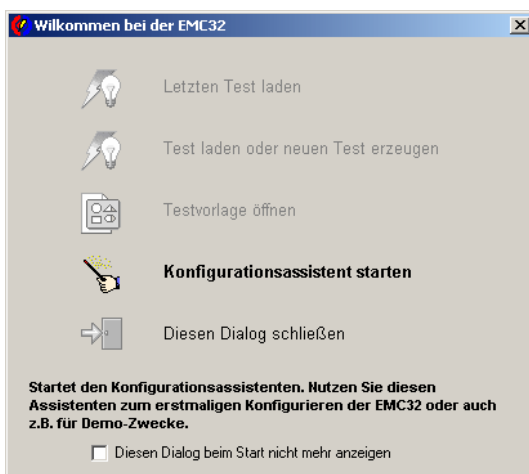 Wilkommen bei der EMC32
Letzten Test laden
Test laden oder neuen Test erzeugen
Testvorlage öffnen
Konfigurationsassistent starten
Diesen Dialog schließen
Startet den Konfigurationsassistenten. Nutzen Sie diesen
Assistenten zum erstmaligen Konfigurieren der EMC32 oder auch
z.B. für Demo-Zwecke.
Diesen Dialog beim Start nicht mehr anzeigen